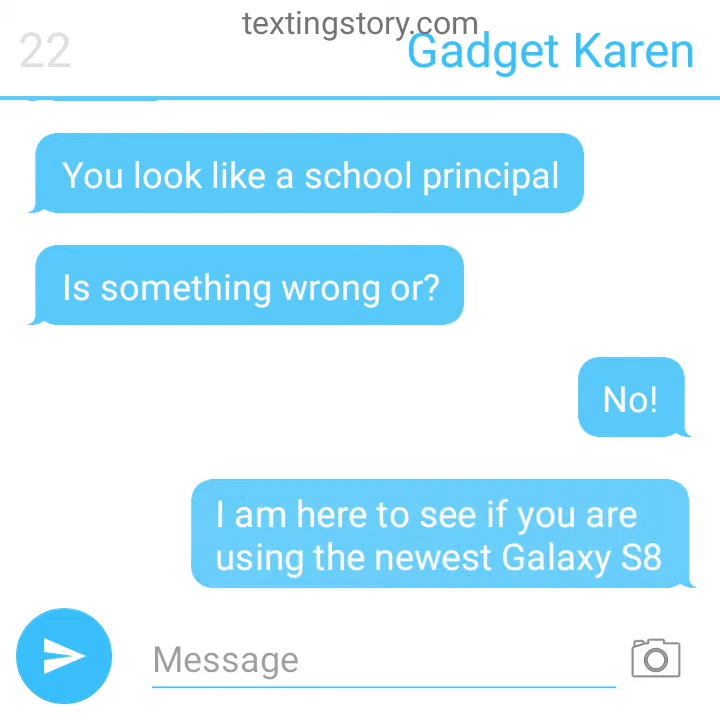 textingstory.com
22
Gadget Karen
You look like a school principal
Is something wrong or?
No!
I am here to see if you are
using the newest Galaxy S8
Message